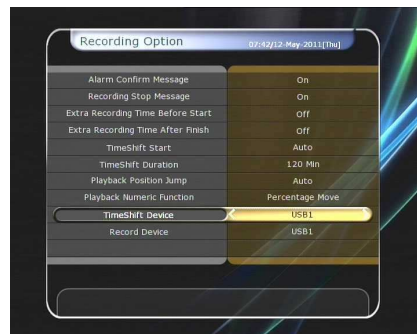 Recording Option 07:42/12-May-2011[Thu]
Alarm Confirm Message On
Recording Stop Message On
Extra Recording Time Before Start Off
Extra Recording Time After Finish Off
TimeShift Start Auto
TimeShift Duration 120 Min
Playback Position Jump Auto
Playback Numeric Function Percentage Move
TimeShift Device USB1
Record Device USB1